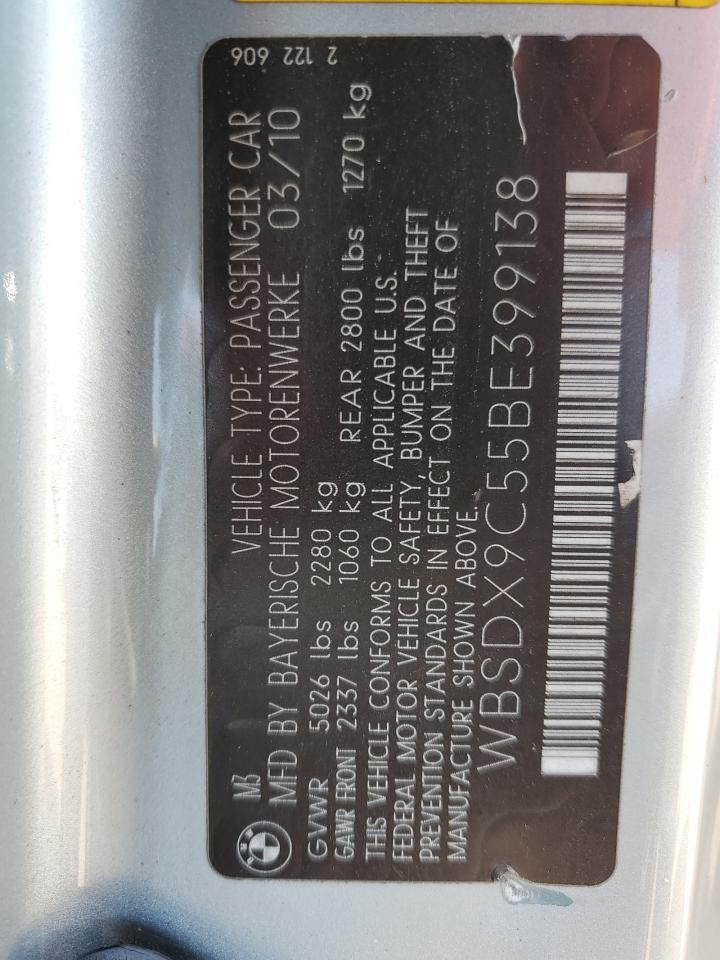 M3 VEHICLE TYPE: PASSENGER CAR 2 122 606
MFD BY BAYERISCHE MOTORENWERKE 03/10
GVWR 5026 lbs 2280 kg
GAWR FRONT 2337 lbs 1060 kg REAR 2800 lbs 1270 kg
THIS VEHICLE CONFORMS TO ALL APPLICABLE U.S.
FEDERAL MOTOR VEHICLE SAFETY, BUMPER AND THEFT
PREVENTION STANDARDS IN EFFECT ON THE DATE OF
MANUFACTURE SHOWN ABOVE.
WBSDX9C55BE399138